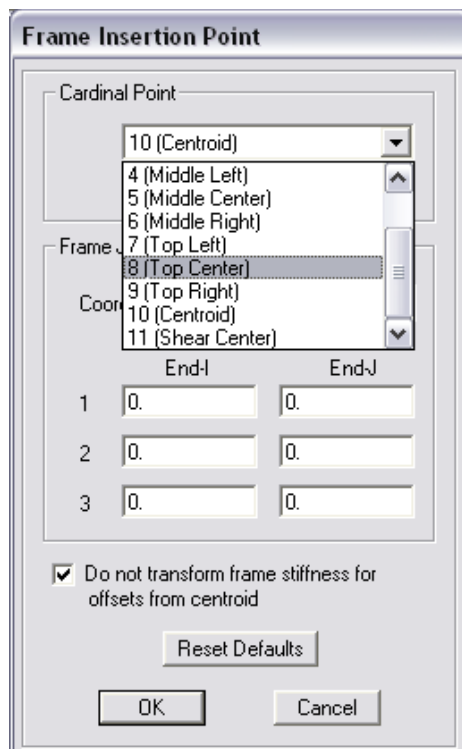 Frame Insertion Point
Cardinal Point
10 (Centroid)
4 (Middle Left)
5 (Middle Center)
6 (Middle Right)
7 (Top Left)
8 (Top Center)
9 (Top Right)
10 (Centroid)
11 (Shear Center)
Frame
Coor
End-I End-J
1 0. 0.
2 0. 0.
3 0. 0.
Do not transform frame stiffness for
offsets from centroid
Reset Defaults
OK Cancel